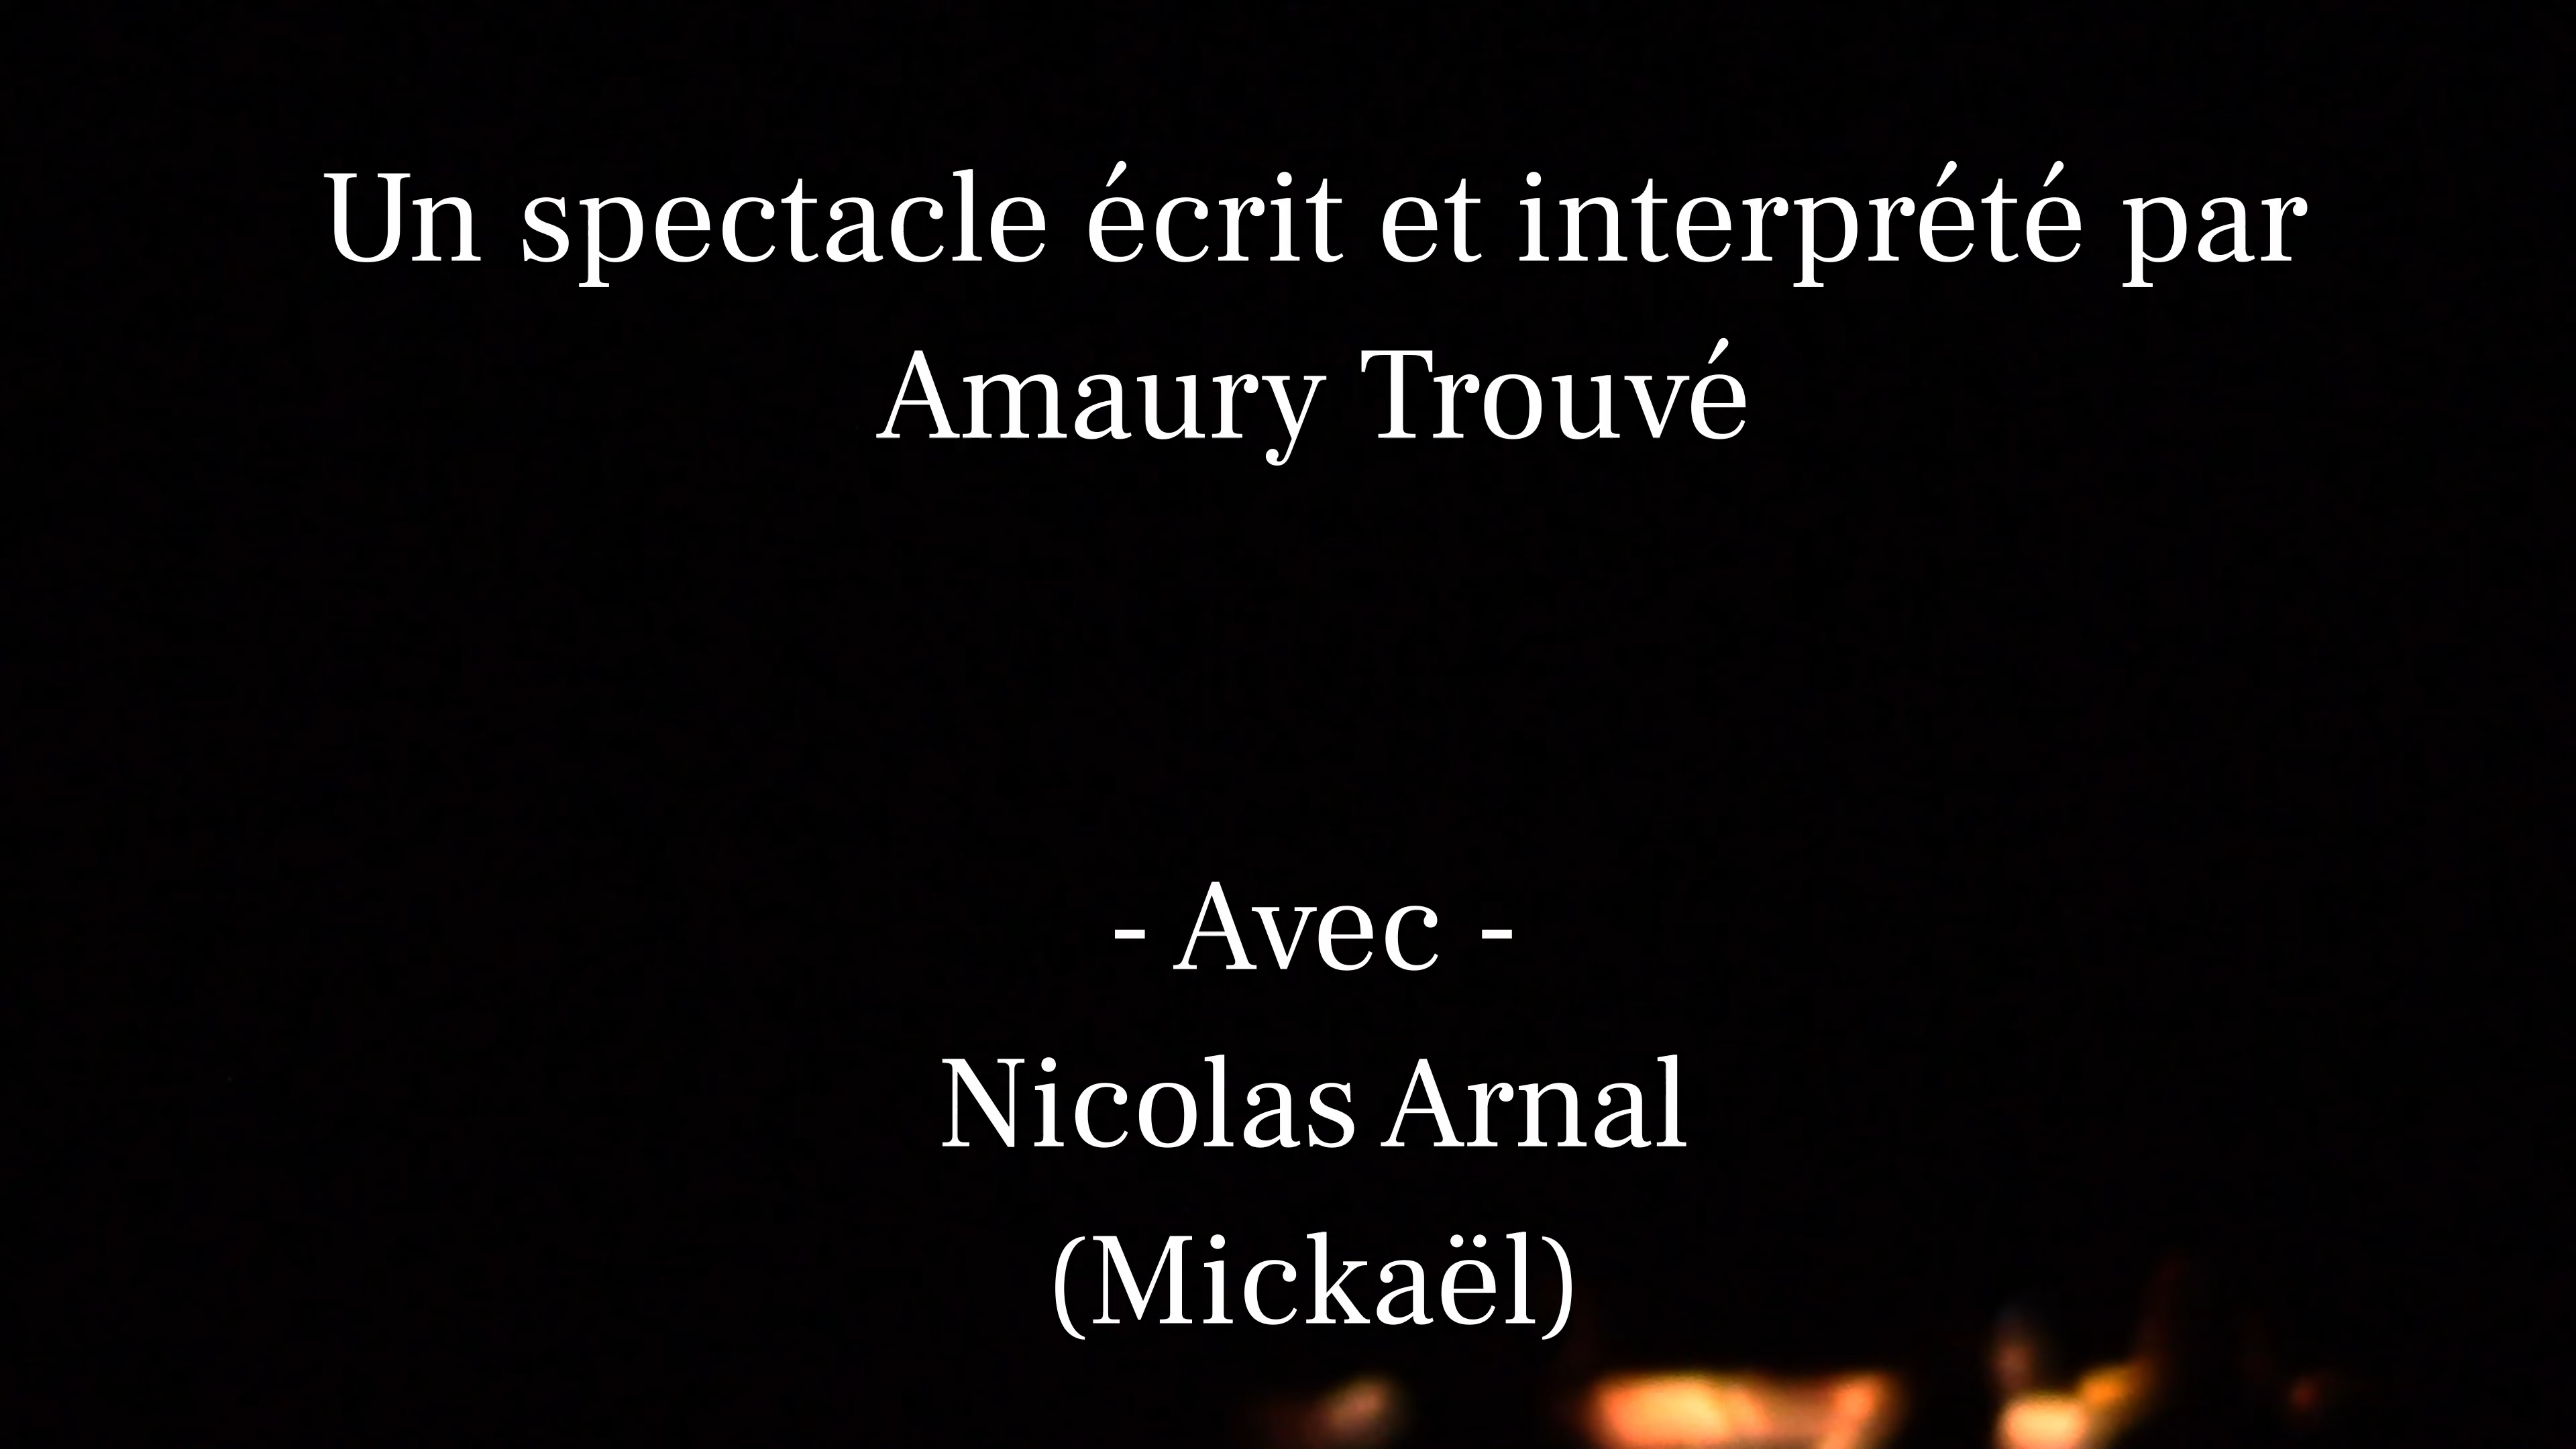 Un spectacle écrit et interprété par
Amaury Trouvé
- Avec -
Nicolas Arnal
(Mickaël)